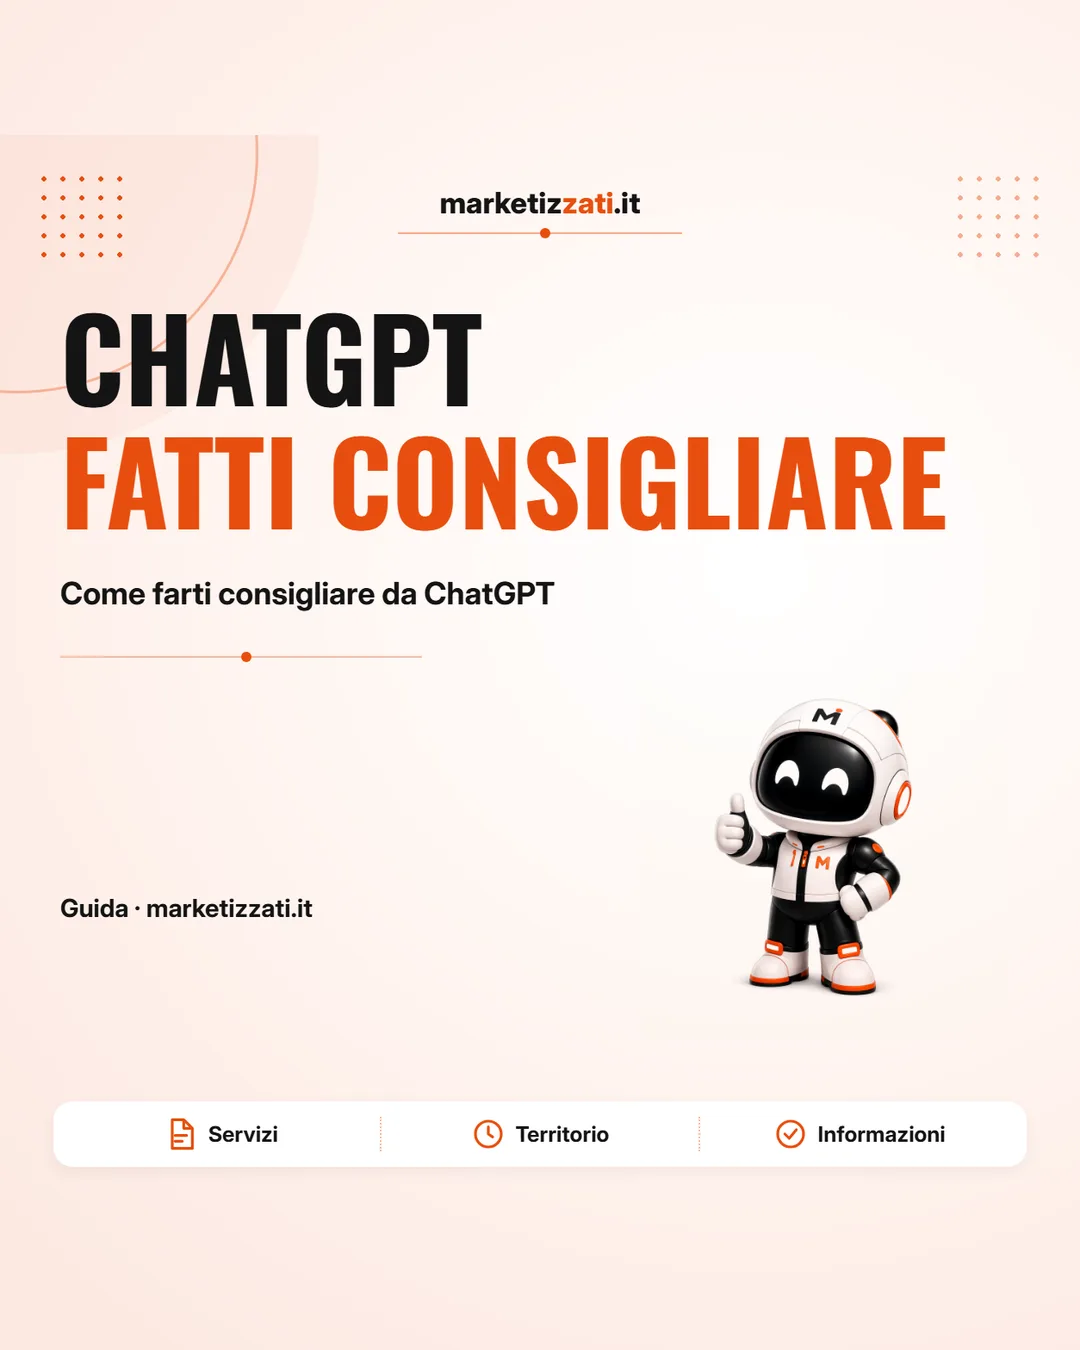 marketizzati.it
CHATGPT
FATTI CONSIGLIARE
Come farti consigliare da ChatGPT
M
M
Guida · marketizzati.it
Servizi
Territorio
Informazioni